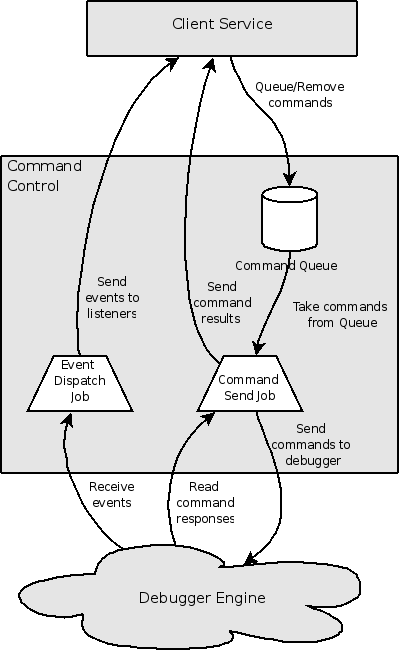 Client Service
Queue/Remove
commands
Command
Control
Command Queue
Send
events to
listeners
Send
command
results
Take commands
from Queue
Event
Dispatch
Job
Command
Send Job
Send
commands to
debugger
Receive
events
Read
command
responses
Debugger Engine